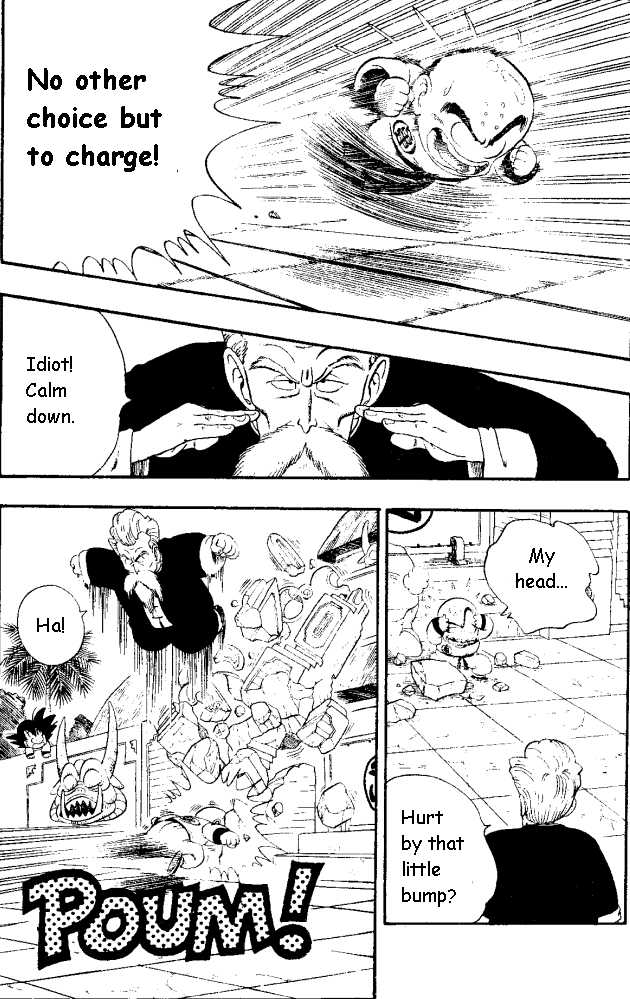 No other
choice but
to charge!
Idiot!
Calm
down.
Ha!
POUM!
My
head...
Hurt
by that
little
bump?